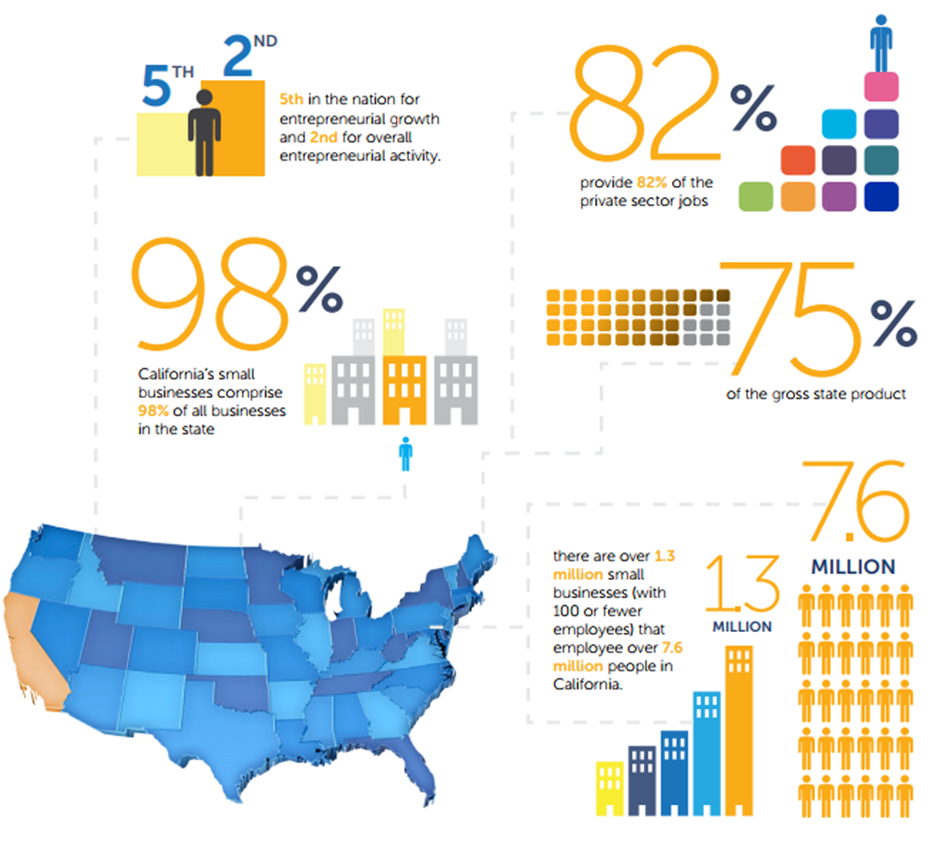 5TH
2ND
5th in the nation for
entrepreneurial growth
and 2nd for overall
entrepreneurial activity.
82%
provide 82% of the
private sector jobs
98%
California's small
businesses comprise
98% of all businesses
in the state
75%
of the gross state product
there are over 1.3
million small
businesses (with
100 or fewer
employees) that
employee over 7.6
million people in
California.
1.3
MILLION
7.6
MILLION